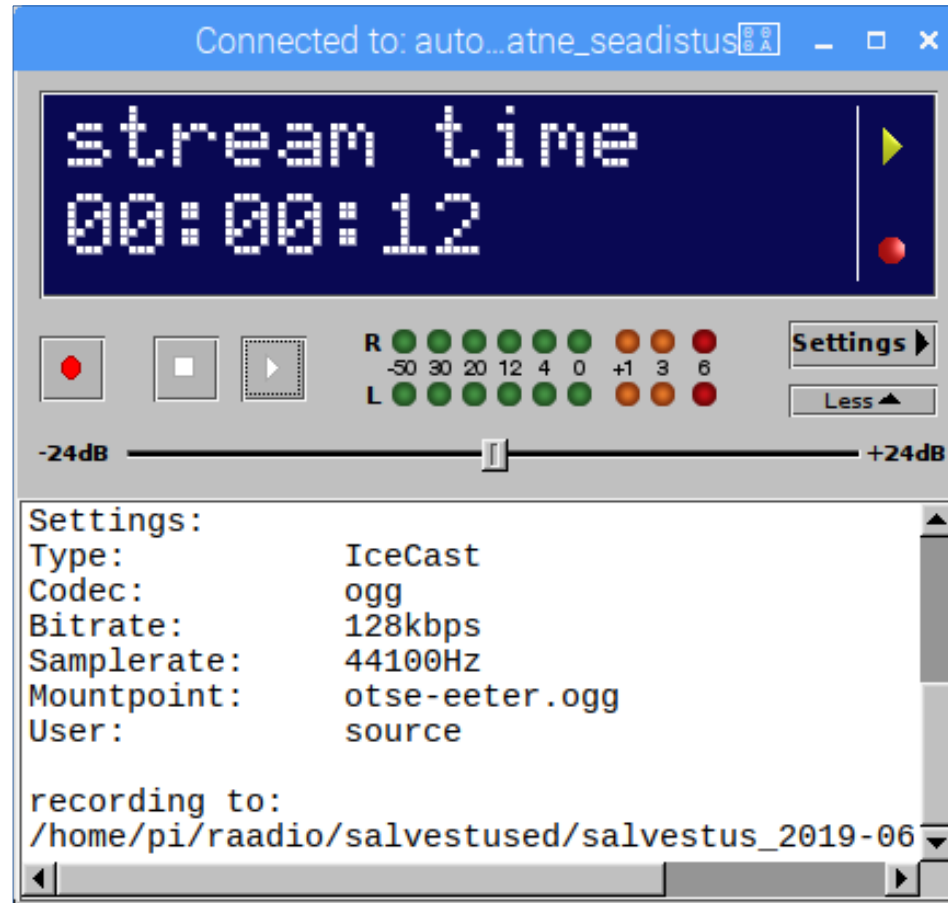 Connected to: auto…atne_seadistus
stream time
00:00:12
R
-50 30 20 12 4 0 +1 3 6
L
Settings
Less
-24dB +24dB
Settings:
Type: IceCast
Codec: ogg
Bitrate: 128kbps
Samplerate: 44100Hz
Mountpoint: otse-eeter.ogg
User: source
recording to:
/home/pi/raadio/salvestused/salvestus_2019-06